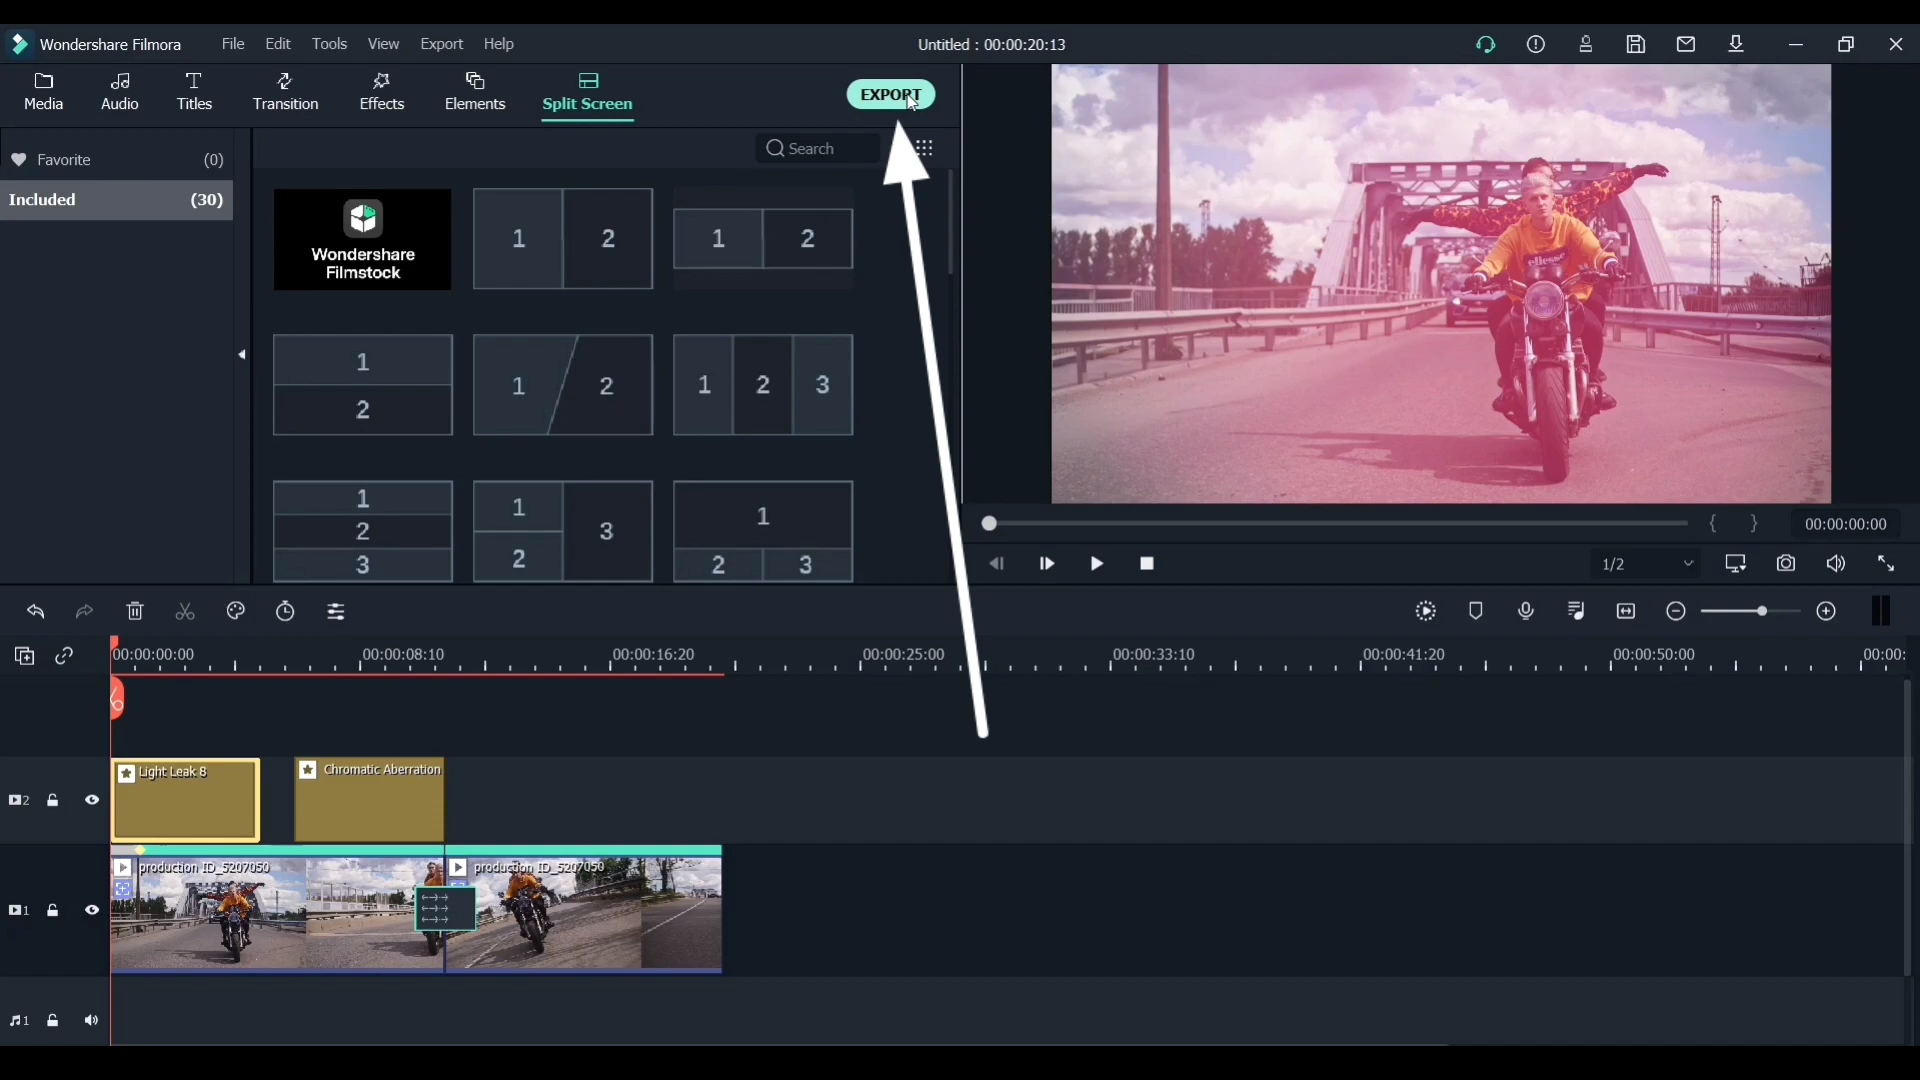 Wondershare Filmora File Edit Tools View Export Help Untitled : 00:00:20:13
Media Audio Titles Transition Effects Elements Split Screen EXPORT
Favorite (0)
Included (30)
Search
Wondershare
Filmstock
1 2
1 2
1
2
1 2
1 2 3
1
2
3
1
2
3
1
2 3
ellesse
00:00:00:00
1/2
00:00:00:00 00:00:08:10 00:00:16:20 00:00:25:00 00:00:33:10 00:00:41:20 00:00:50:00 00:00:
Light Leak 8 Chromatic Aberration
2
production ID_5207050 production ID_5207050
1
1